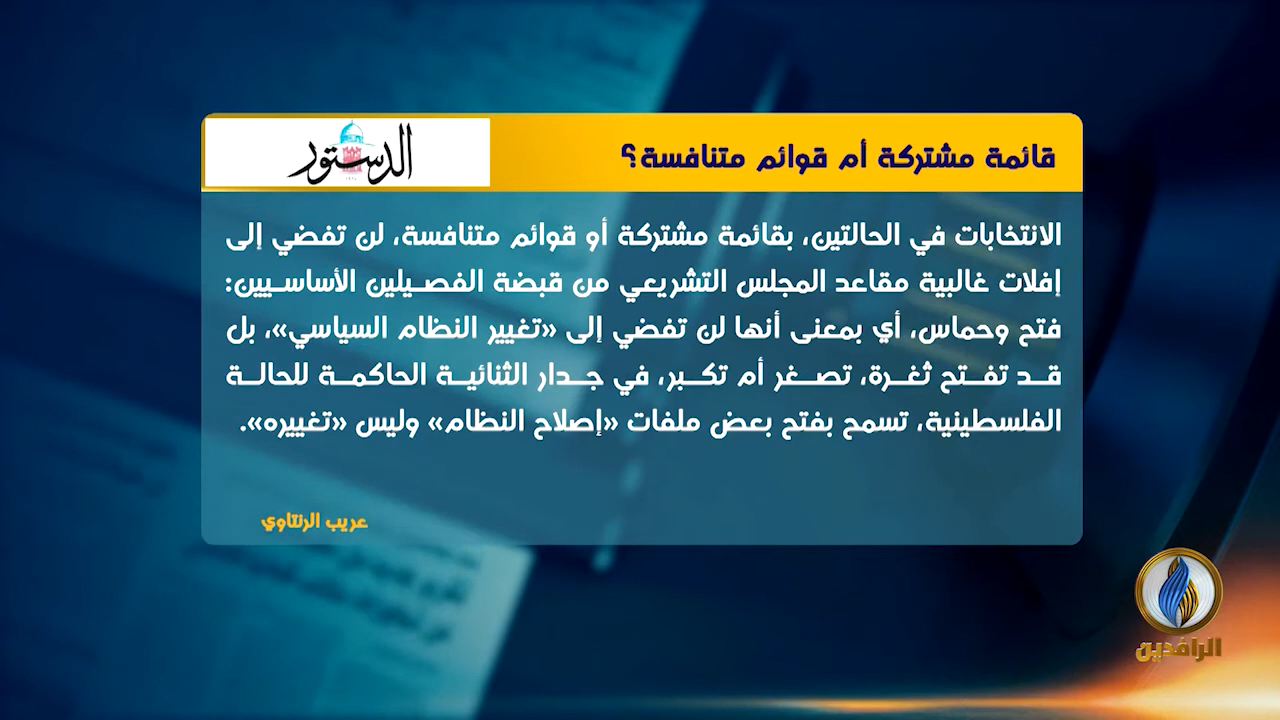 قائمة مشتركة أم قوائم متنافسة؟
الدستور
الانتخابات في الحالتين، بقائمة مشتركة أو قوائم متنافسة، لن تفضي إلى
إفلات غالبية مقاعد المجلس التشريعي من قبضة الفصيلين الأساسيين:
فتح وحماس، أي بمعنى أنها لن تفضي إلى «تغيير النظام السياسي»، بل
قد تفتح ثغرة، تصغر أم تكبر، في جدار الثنائية الحاكمة للحالة
الفلسطينية، تسمح بفتح بعض ملفات «إصلاح النظام» وليس «تغييره».
عريب الرنتاوي
الرافدين